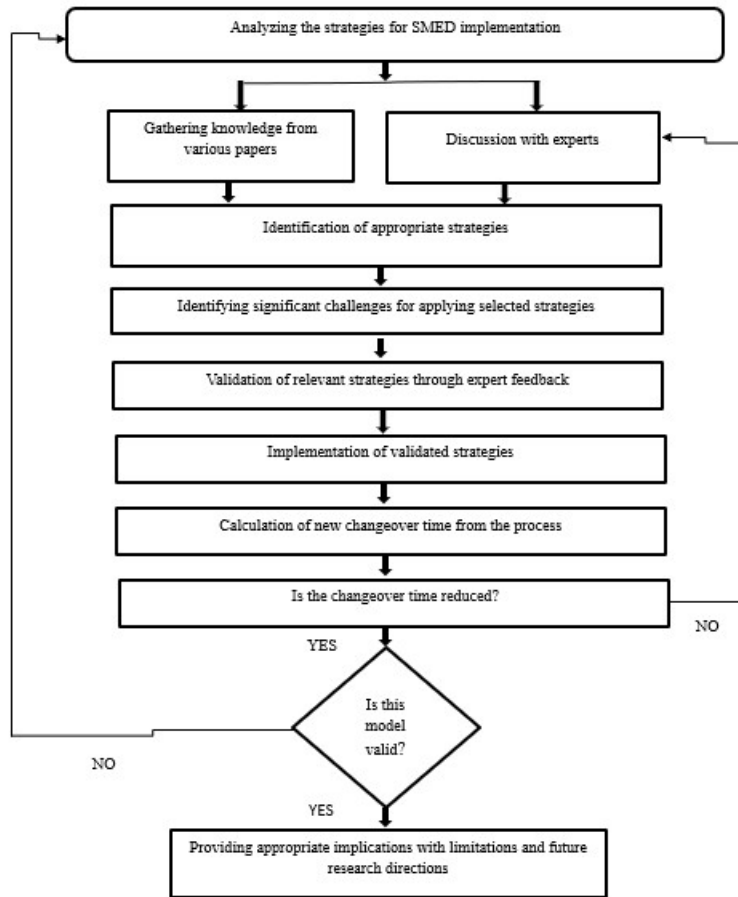 Analyzing the strategies for SMED implementation
Gathering knowledge from
various papers
Discussion with experts
Identification of appropriate strategies
Identifying significant challenges for applying selected strategies
Validation of relevant strategies through expert feedback
Implementation of validated strategies
Calculation of new changeover time from the process
Is the changeover time reduced?
NO
YES
Is this
model
valid?
NO
YES
Providing appropriate implications with limitations and future
research directions